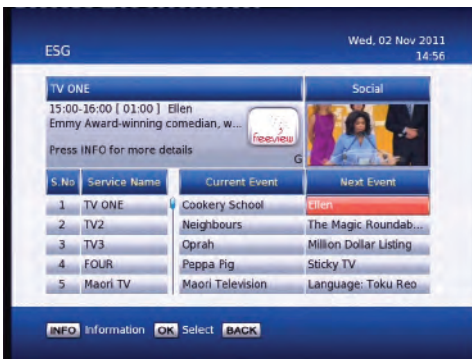 ESG
Wed, 02 Nov 2011
14:56
TV ONE
Social
15:00-16:00 [ 01:00 ] Ellen
Emmy Award-winning comedian, w...
Press INFO for more details
freeview
G
S.No Service Name Current Event Next Event
1 TV ONE Cookery School Ellen
2 TV2 Neighbours The Magic Roundab...
3 TV3 Oprah Million Dollar Listing
4 FOUR Peppa Pig Sticky TV
5 Maori TV Maori Television Language: Toku Reo
INFO Information OK Select BACK